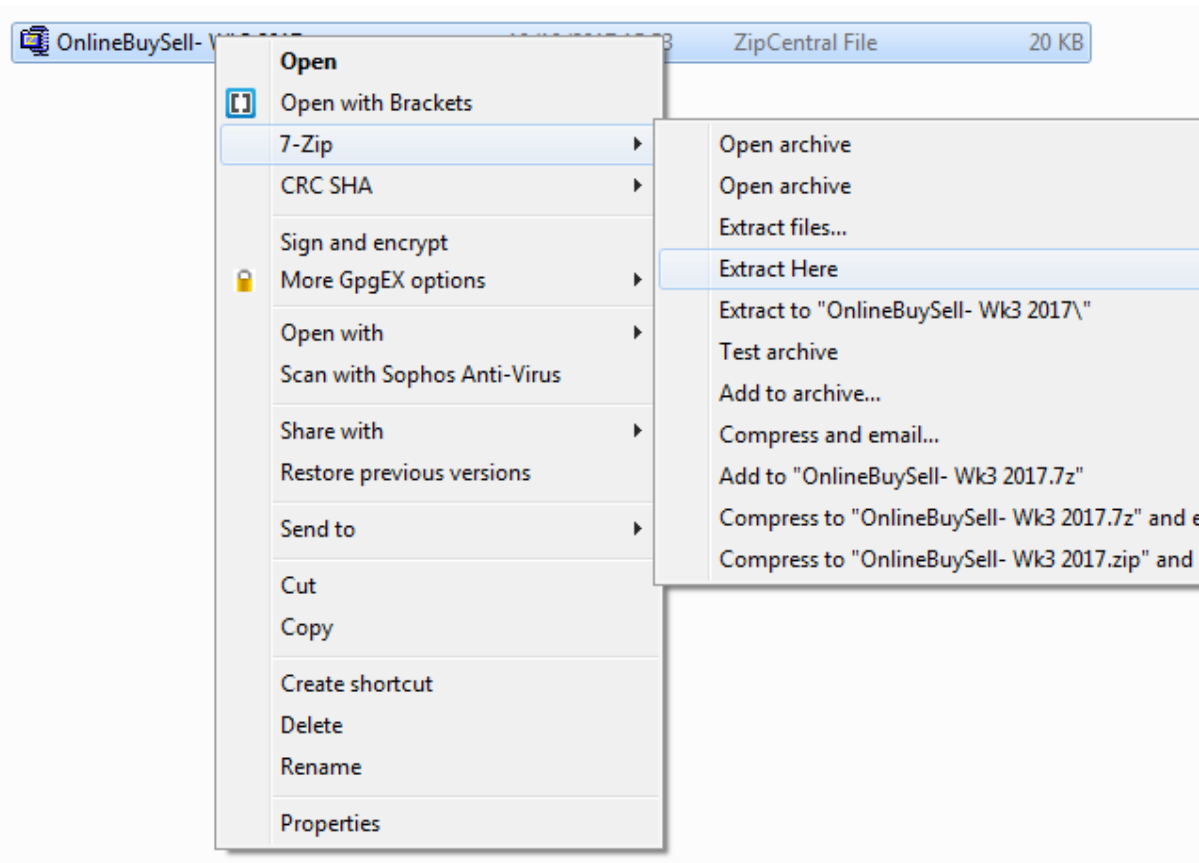 OnlineBuySell- ZipCentral File 20 KB
Open
Open with Brackets
7-Zip
CRC SHA
Sign and encrypt
More GpgEX options
Open with
Scan with Sophos Anti-Virus
Share with
Restore previous versions
Send to
Cut
Copy
Create shortcut
Delete
Rename
Properties
Open archive
Open archive
Extract files...
Extract Here
Extract to "OnlineBuySell- Wk3 2017\"
Test archive
Add to archive...
Compress and email...
Add to "OnlineBuySell- Wk3 2017.7z"
Compress to "OnlineBuySell- Wk3 2017.7z" and
Compress to "OnlineBuySell- Wk3 2017.zip" and